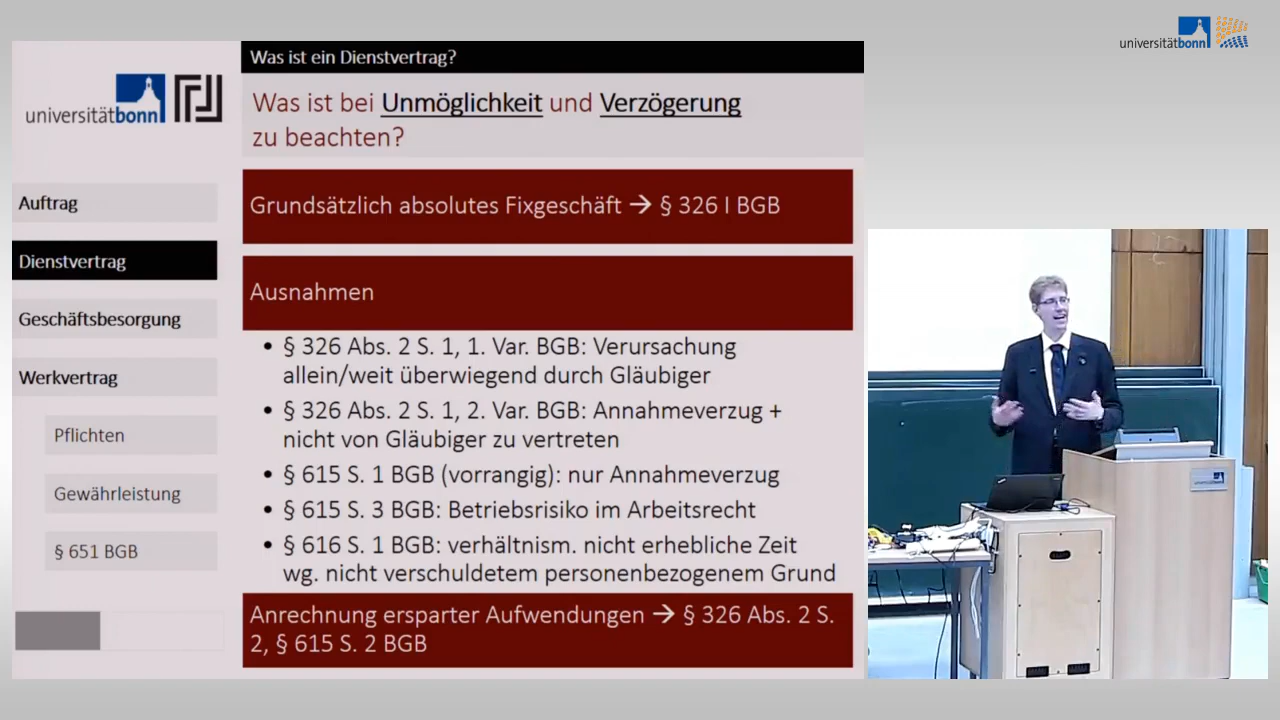 universitätbonn
Was ist ein Dienstvertrag?
universitätbonn
Was ist bei Unmöglichkeit und Verzögerung
zu beachten?
Auftrag
Dienstvertrag
Geschäftsbesorgung
Werkvertrag
Pflichten
Gewährleistung
§ 651 BGB
Grundsätzlich absolutes Fixgeschäft → § 326 I BGB
Ausnahmen
• § 326 Abs. 2 S. 1, 1. Var. BGB: Verursachung
allein/weit überwiegend durch Gläubiger
• § 326 Abs. 2 S. 1, 2. Var. BGB: Annahmeverzug +
nicht von Gläubiger zu vertreten
• § 615 S. 1 BGB (vorrangig): nur Annahmeverzug
• § 615 S. 3 BGB: Betriebsrisiko im Arbeitsrecht
• § 616 S. 1 BGB: verhältnism. nicht erhebliche Zeit
wg. nicht verschuldetem personenbezogenem Grund
Anrechnung ersparter Aufwendungen → § 326 Abs. 2 S.
2, § 615 S. 2 BGB